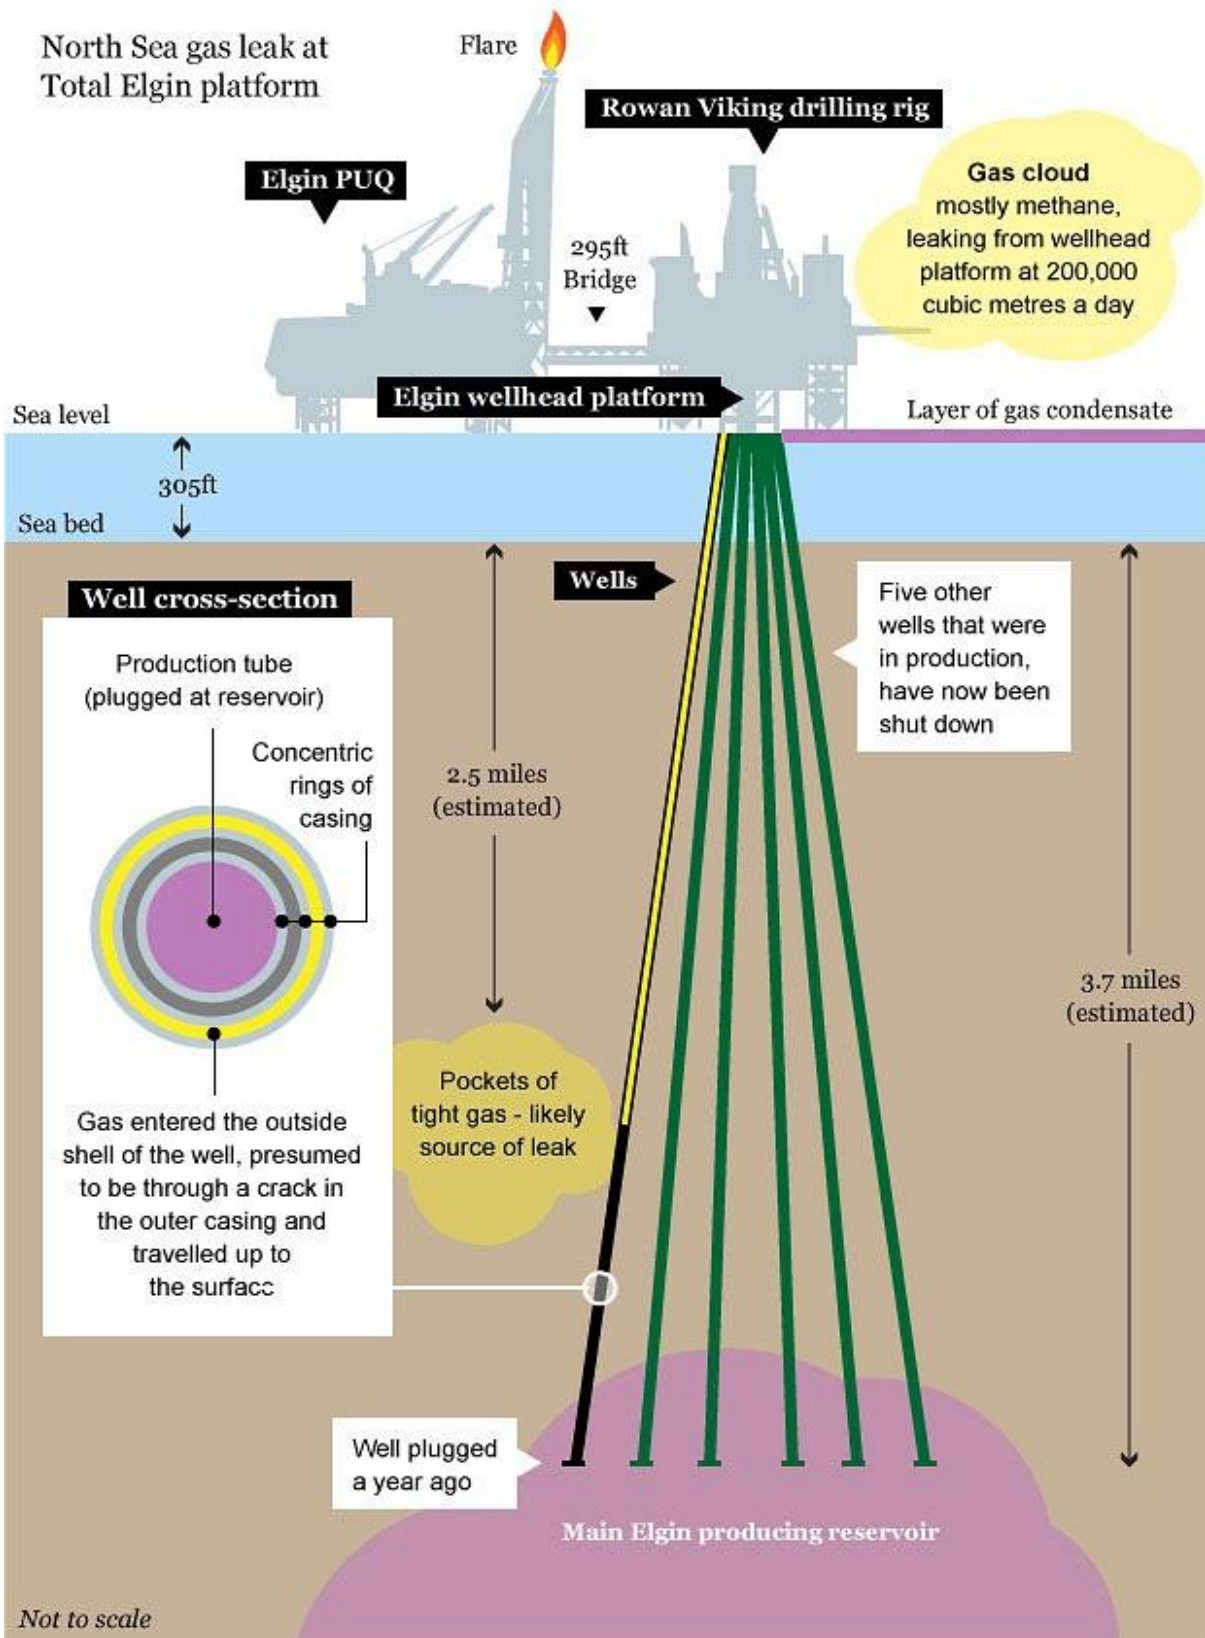 North Sea gas leak at
Total Elgin platform
Flare
Rowan Viking drilling rig
Elgin PUQ
Gas cloud
mostly methane,
leaking from wellhead
platform at 200,000
cubic metres a day
295ft
Bridge
Elgin wellhead platform
Sea level
Layer of gas condensate
305ft
Sea bed
Wells
Five other
wells that were
in production,
have now been
shut down
Well cross-section
Production tube
(plugged at reservoir)
Concentric
rings of
casing
2.5 miles
(estimated)
3.7 miles
(estimated)
Pockets of
tight gas - likely
source of leak
Gas entered the outside
shell of the well, presumed
to be through a crack in
the outer casing and
travelled up to
the surface
Well plugged
a year ago
Main Elgin producing reservoir
Not to scale